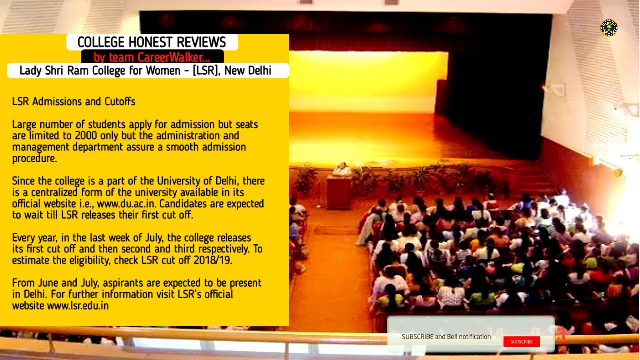 COLLEGE HONEST REVIEWS
by team CareerWalker...
Lady Shri Ram College for Women - [LSR], New Delhi
LSR Admissions and Cutoffs
Large number of students apply for admission but seats
are limited to 2000 only but the administration and
management department assure a smooth admission
procedure.
Since the college is a part of the University of Delhi, there
is a centralized form of the university available in its
official website i.e., www.du.ac.in. Candidates are expected
to wait till LSR releases their first cut off.
Every year, in the last week of July, the college releases
its first cut off and then second and third respectively. To
estimate the eligibility, check LSR cut off 2018/19.
From June and July, aspirants are expected to be present
in Delhi. For further information visit LSR's official
website www.lsr.edu.in
SUBSCRIBE and Bell notification
SUBSCRIBE